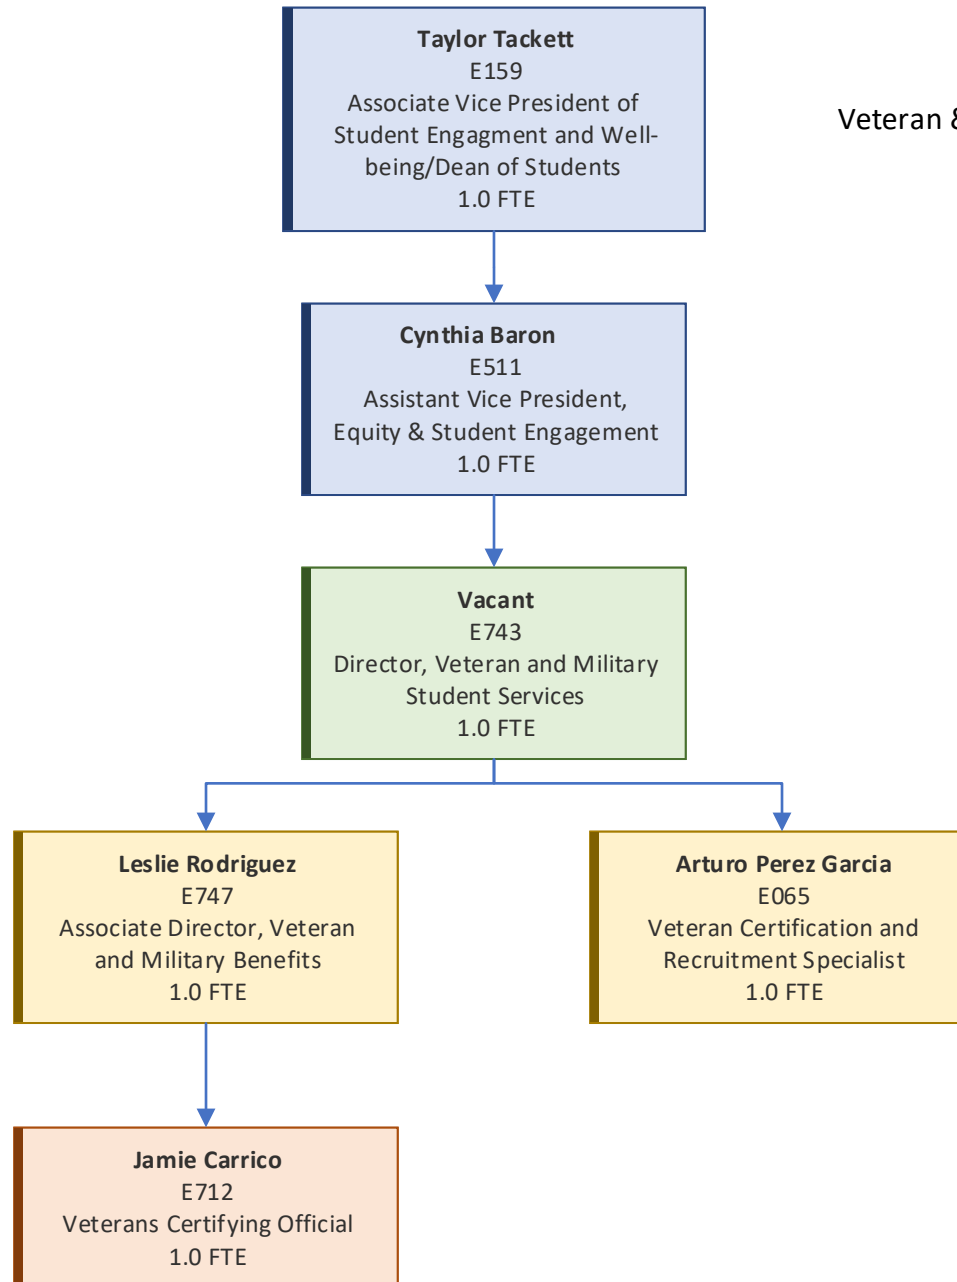 Taylor Tackett
E159
Associate Vice President of
Student Engagment and Well-
being/Dean of Students
1.0 FTE
Veteran &
Cynthia Baron
E511
Assistant Vice President,
Equity & Student Engagement
1.0 FTE
Vacant
E743
Director, Veteran and Military
Student Services
1.0 FTE
Leslie Rodriguez
E747
Associate Director, Veteran
and Military Benefits
1.0 FTE
Arturo Perez Garcia
E065
Veteran Certification and
Recruitment Specialist
1.0 FTE
Jamie Carrico
E712
Veterans Certifying Official
1.0 FTE